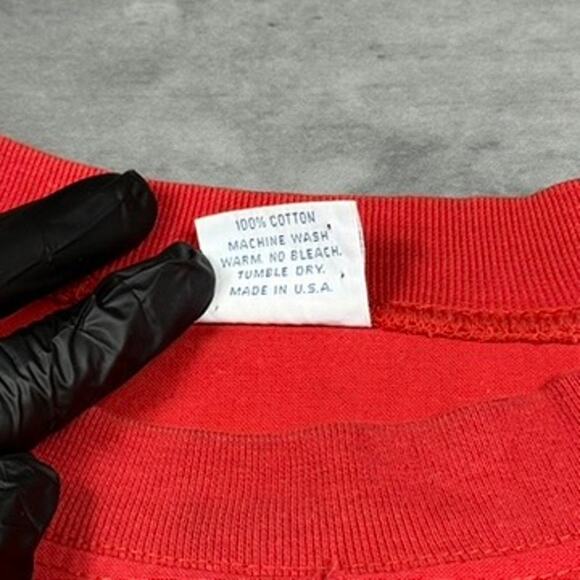 100% COTTON
MACHINE WASH
WARM. NO BLEACH.
TUMBLE DRY.
MADE IN U.S.A.